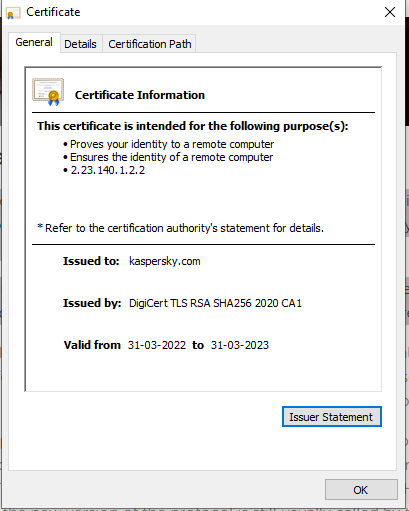 Certificate
General Details Certification Path
Certificate Information
This certificate is intended for the following purpose(s):
• Proves your identity to a remote computer
• Ensures the identity of a remote computer
• 2.23.140.1.2.2
* Refer to the certification authority's statement for details.
Issued to: kaspersky.com
Issued by: DigiCert TLS RSA SHA256 2020 CA1
Valid from 31-03-2022 to 31-03-2023
Issuer Statement
OK